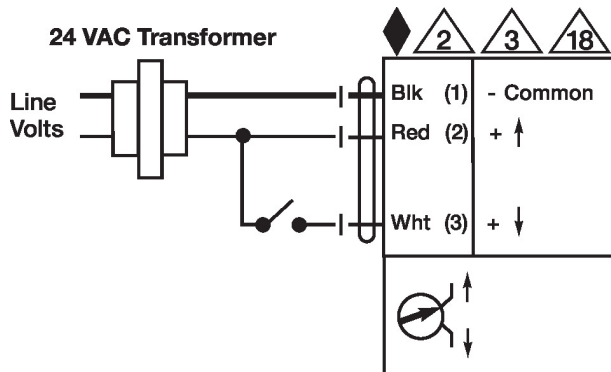 24 VAC Transformer
2
3
18
Line
Volts
Blk (1) - Common
Red (2) + ↑
Wht (3) + ↓